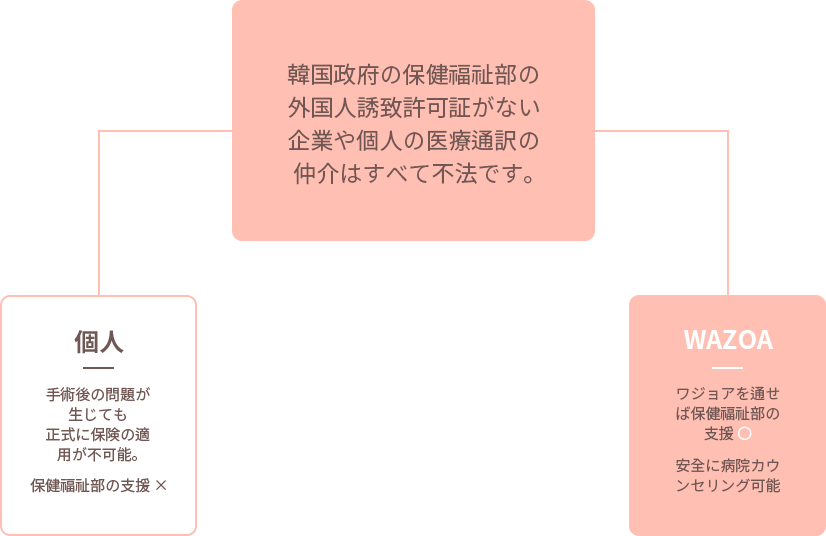 韓国政府の保健福祉部の
外国人誘致許可証がない
企業や個人の医療通訳の
仲介はすべて不法です。
個人
手術後の問題が
生じても
正式に保険の適
用が不可能。
保健福祉部の支援 ×
WAZOA
ワジョアを通せ
ば保健福祉部の
支援 〇
安全に病院カウ
ンセリング可能